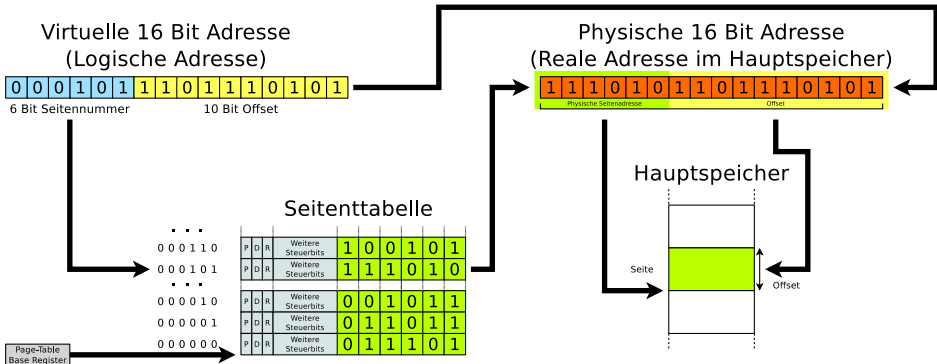 Virtuelle 16 Bit Adresse
(Logische Adresse)
0 0 0 1 0 1 1 1 0 1 1 1 0 1 0 1
6 Bit Seitennummer
10 Bit Offset
Physische 16 Bit Adresse
(Reale Adresse im Hauptspeicher)
1 1 1 0 1 0 1 1 0 1 1 1 0 1 0 1
Physische Seitenadresse
Offset
Hauptspeicher
Seite
Offset
Seitenttabelle
. . .
0 0 0 1 1 0
P D R Weitere Steuerbits 1 0 0 1 0 1
0 0 0 1 0 1
P D R Weitere Steuerbits 1 1 1 0 1 0
. . .
0 0 0 0 1 0
P D R Weitere Steuerbits 0 0 1 0 1 1
0 0 0 0 0 1
P D R Weitere Steuerbits 0 1 1 0 1 1
0 0 0 0 0 0
P D R Weitere Steuerbits 0 1 1 1 0 1
Page-Table
Base Register